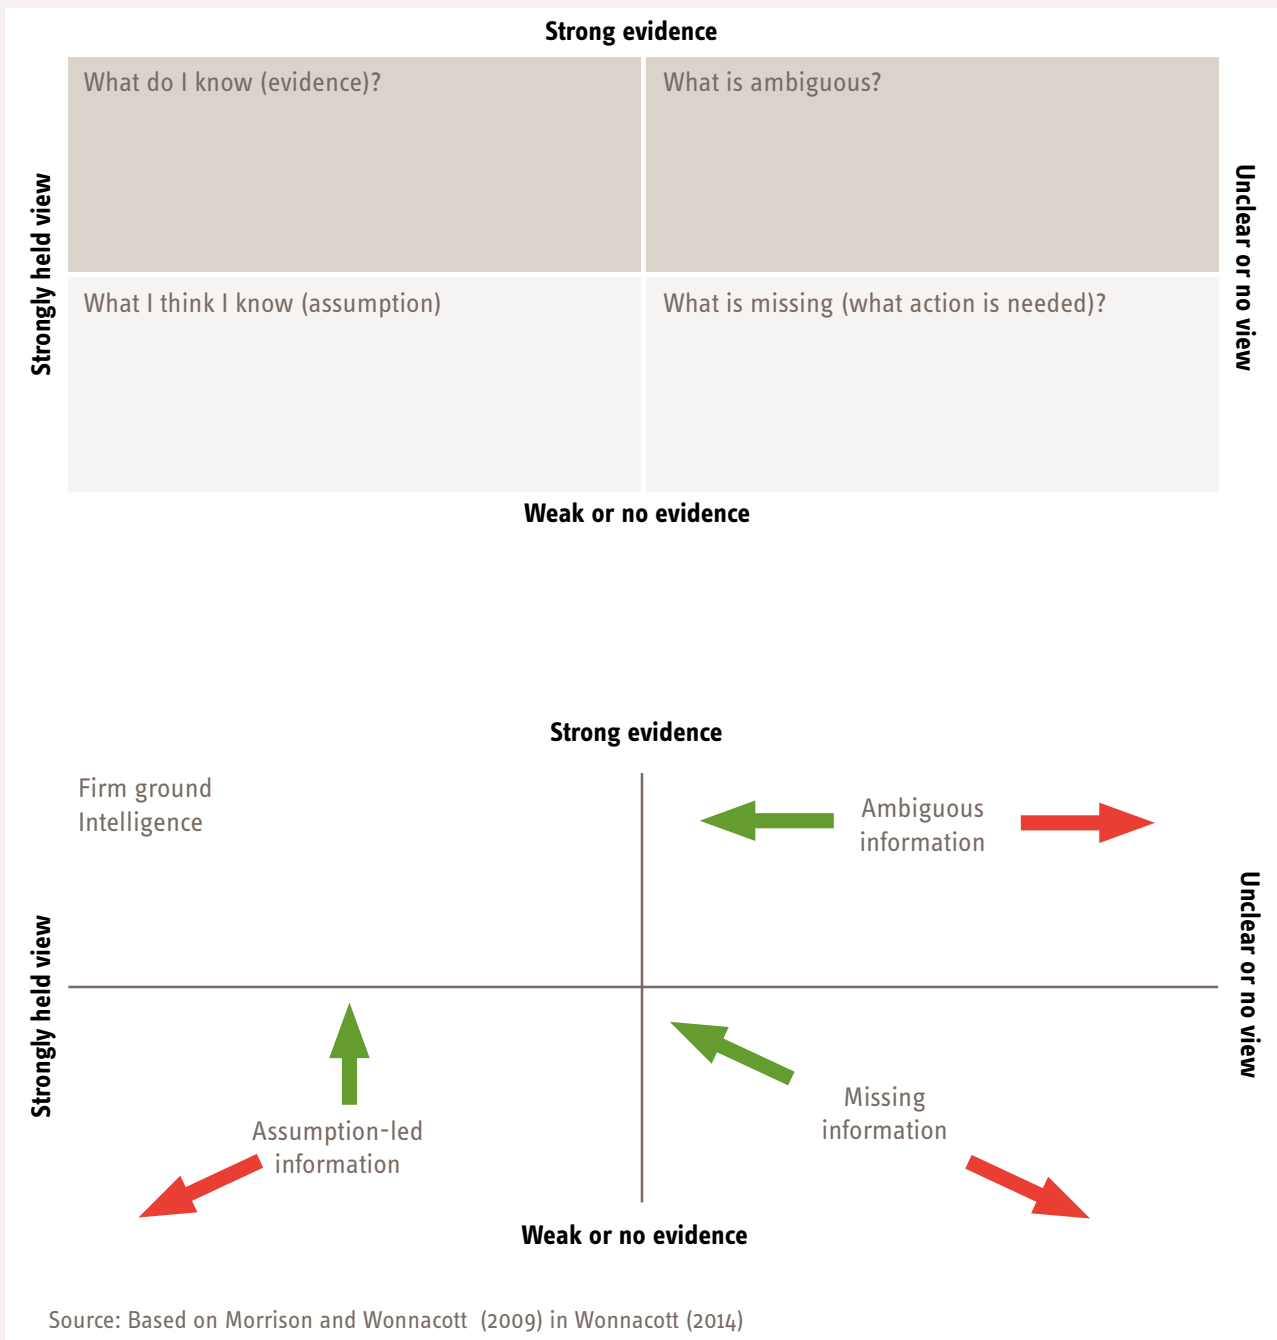 Strong evidence
What do I know (evidence)?
What is ambiguous?
Strongly held view
Unclear or no view
What I think I know (assumption)
What is missing (what action is needed)?
Weak or no evidence
Strong evidence
Firm ground
Intelligence
Ambiguous
information
Strongly held view
Unclear or no view
Missing
information
Assumption-led
information
Weak or no evidence
Source: Based on Morrison and Wonnacott (2009) in Wonnacott (2014)